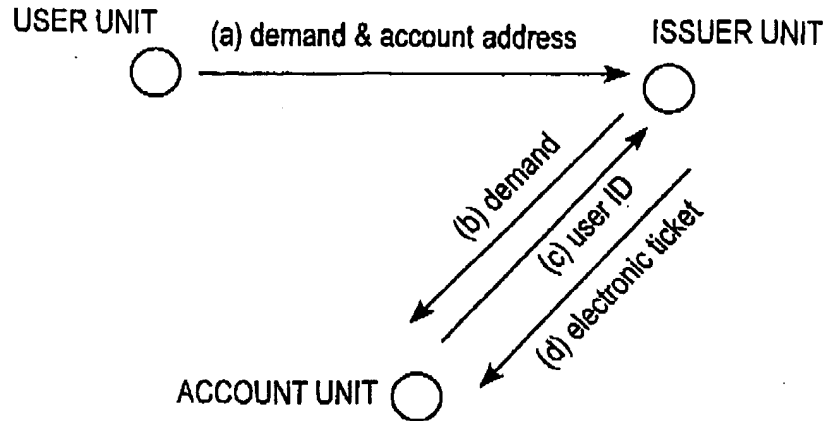 USER UNIT
(a) demand & account address
ISSUER UNIT
(b) demand
(c) user ID
(d) electronic ticket
ACCOUNT UNIT